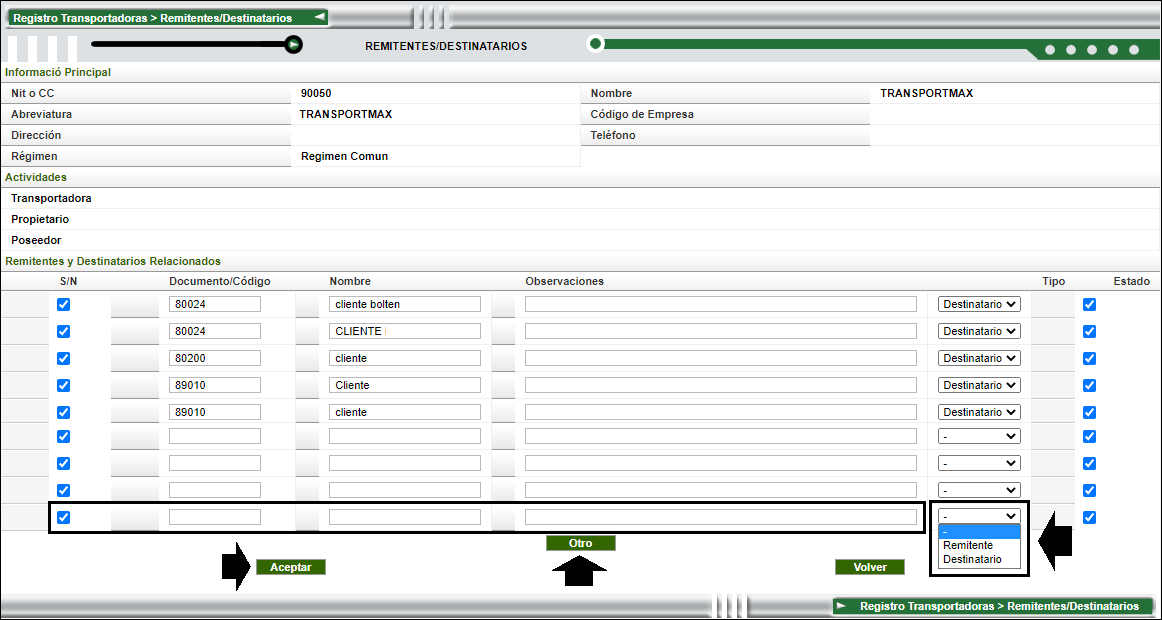 Registro Transportadoras > Remitentes/Destinatarios
REMITENTES/DESTINATARIOS
Informació Principal
Nit o CC 90050 Nombre TRANSPORTMAX
Abreviatura TRANSPORTMAX Código de Empresa
Dirección Teléfono
Régimen Regimen Comun
Actividades
Transportadora
Propietario
Poseedor
Remitentes y Destinatarios Relacionados
S/N Documento/Código Nombre Observaciones Tipo Estado
80024 cliente bolten Destinatario
80024 CLIENTE Destinatario
80200 cliente Destinatario
89010 Cliente Destinatario
89010 cliente Destinatario
-
-
-
-
-
Remitente
Destinatario
Otro
Aceptar Volver
Registro Transportadoras > Remitentes/Destinatarios